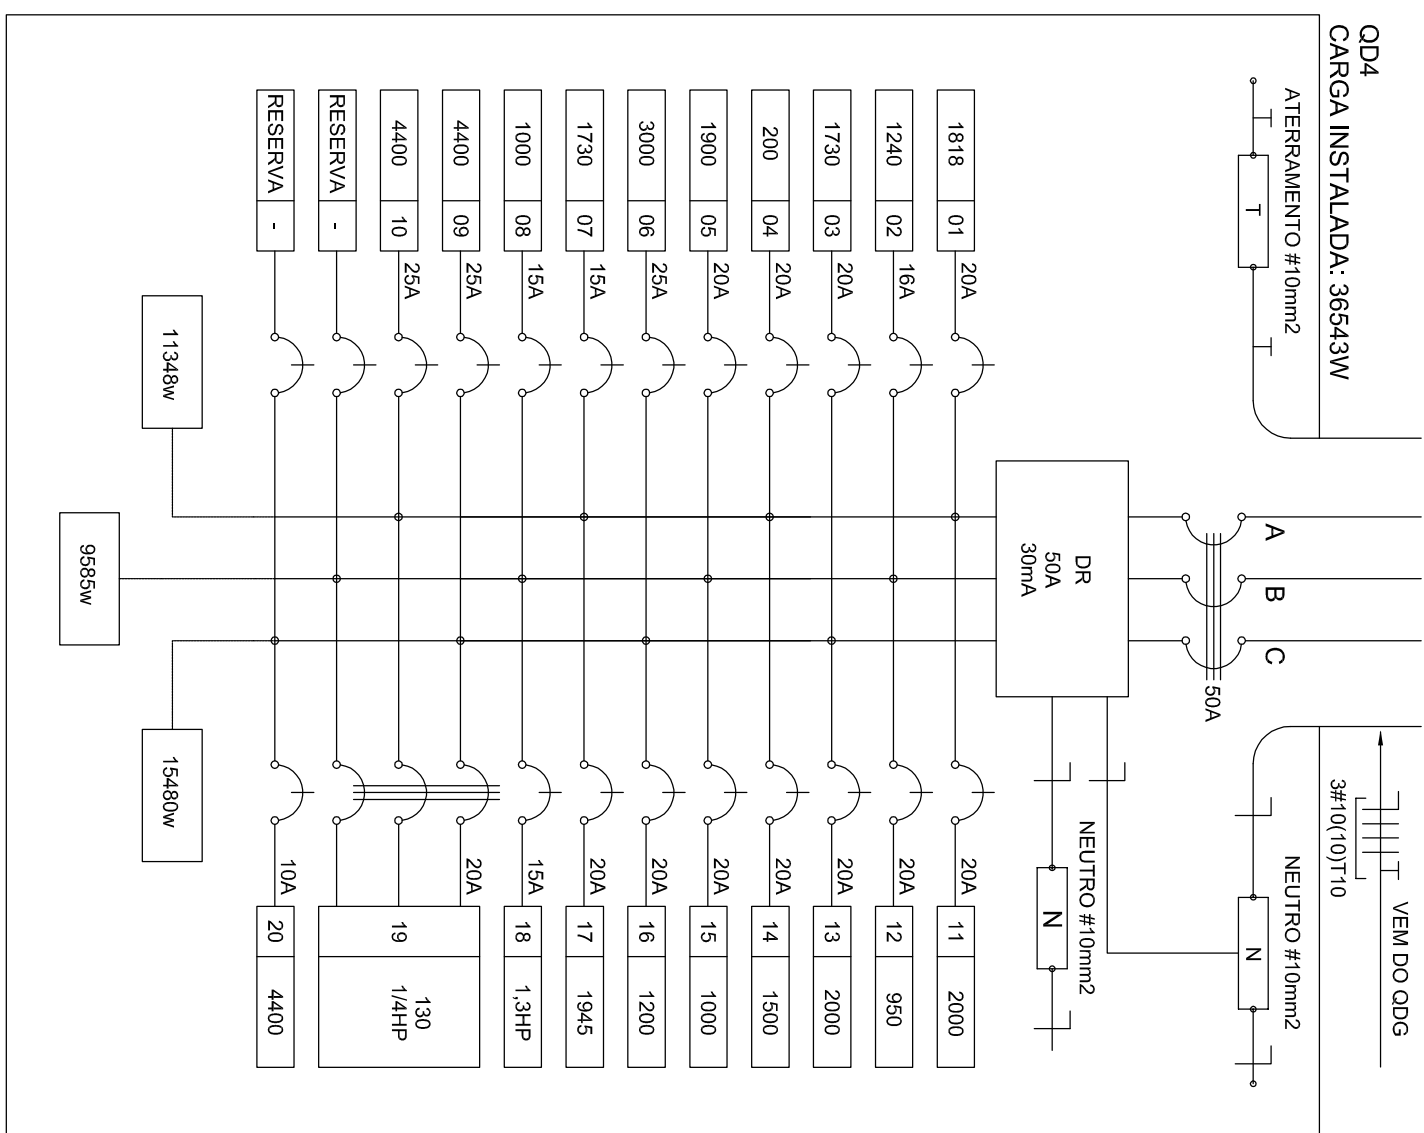 QD4
CARGA INSTALADA: 36543W
ATERRAMENTO #10mm2
T
VEM DO QDG
3#10(10)T10
NEUTRO #10mm2
N
A
B
C
50A
DR
50A
30mA
NEUTRO #10mm2
N
1818 01 20A
20A 11 2000
1240 02 16A
20A 12 950
1730 03 20A
20A 13 2000
200 04 20A
20A 14 1500
1900 05 20A
20A 15 1000
3000 06 25A
20A 16 1200
1730 07 15A
20A 17 1945
1000 08 15A
15A 18 1,3HP
4400 09 25A
20A 19 130
1/4HP
4400 10 25A
RESERVA -
RESERVA -
10A 20 4400
11348w
9585w
15480w